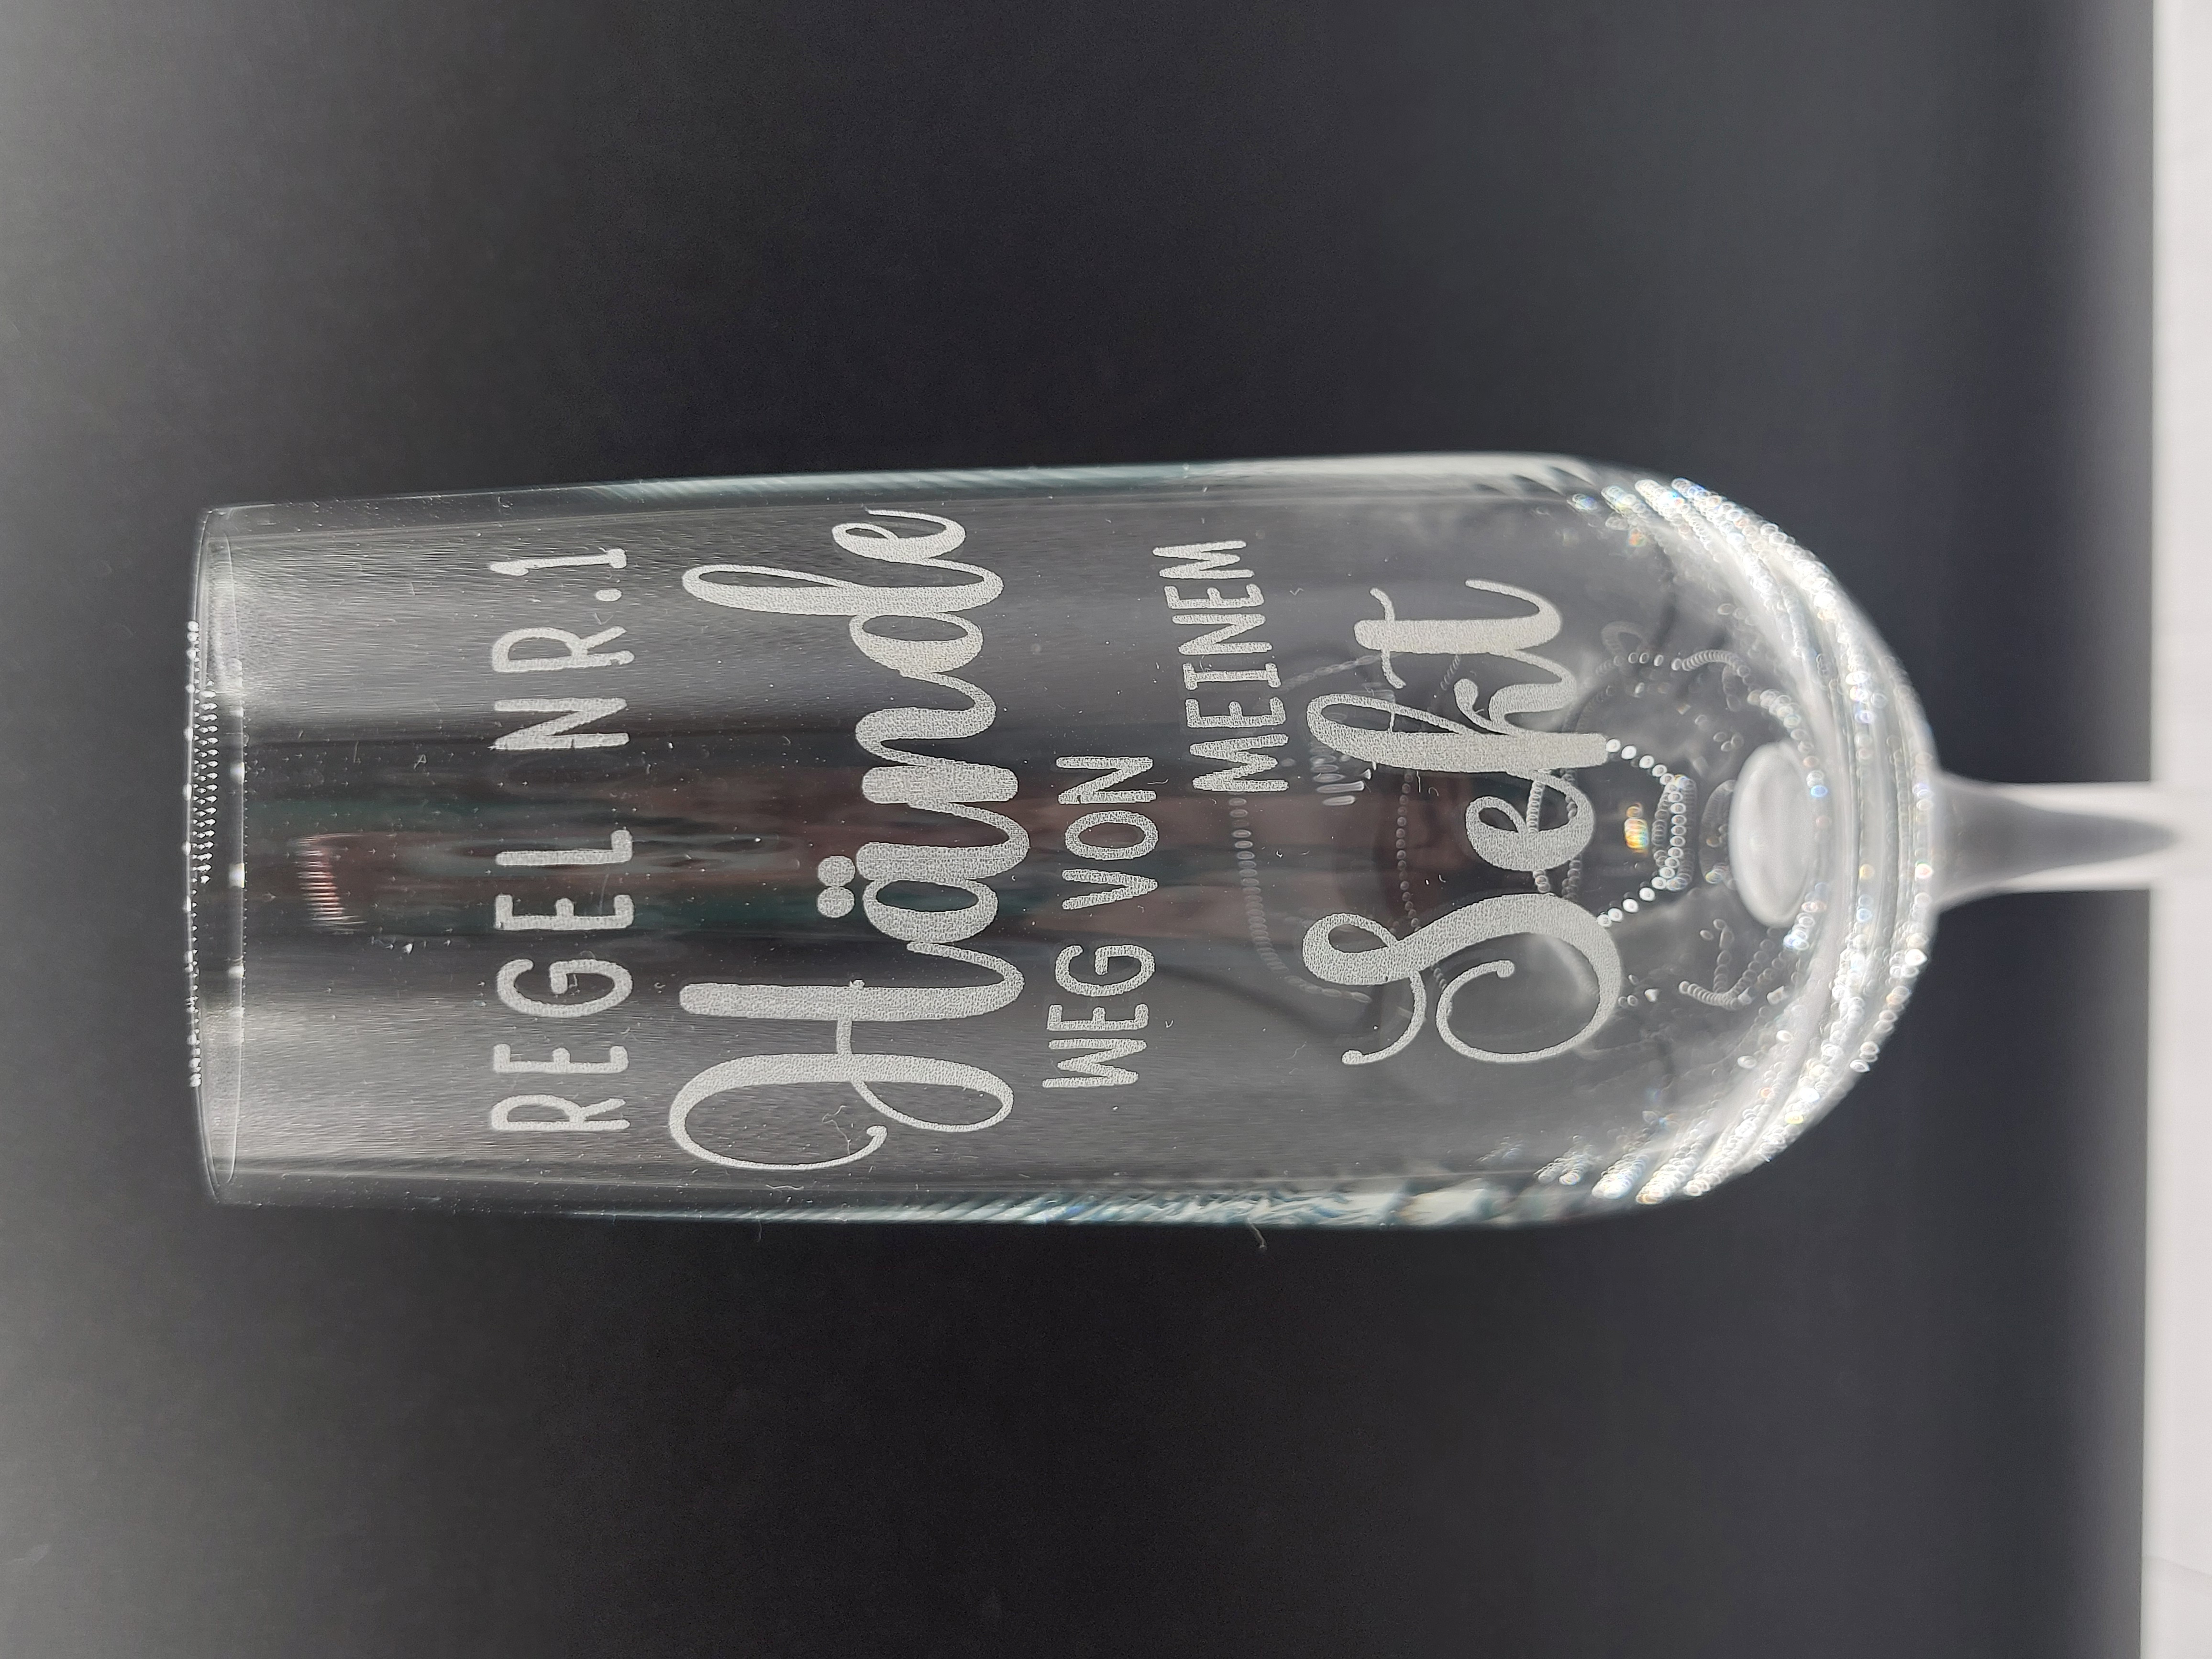 REGEL NR.1
Hände
WEG VON
MEINEM
Sekt